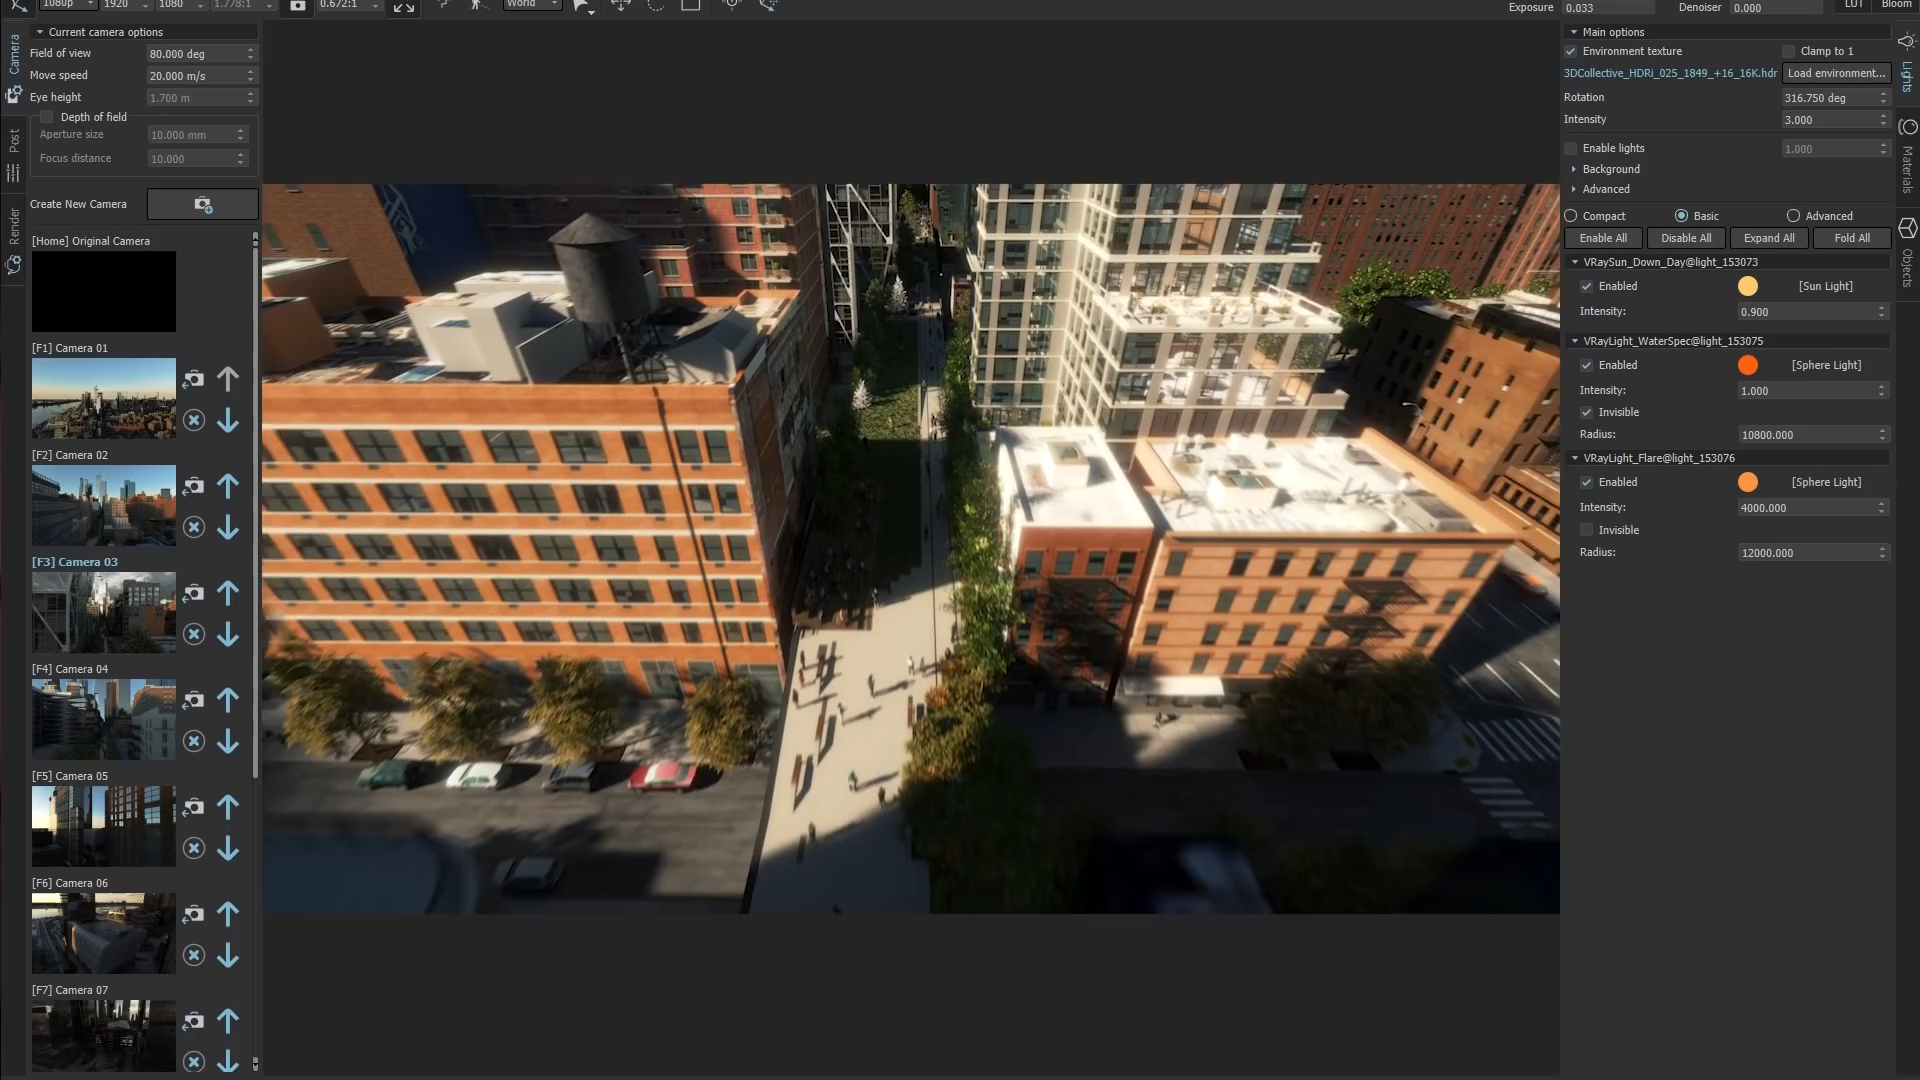 1080p 1920 1080 1.778:1 0.672:1 World Exposure 0.033 Denoiser 0.000 LUT Bloom
Camera
Post
Render
Current camera options
Field of view 80.000 deg
Move speed 20.000 m/s
Eye height 1.700 m
Depth of field
Aperture size 10.000 mm
Focus distance 10.000
Create New Camera
[Home] Original Camera
[F1] Camera 01
[F2] Camera 02
[F3] Camera 03
[F4] Camera 04
[F5] Camera 05
[F6] Camera 06
[F7] Camera 07
Main options
Environment texture Clamp to 1
3DCollective_HDRi_025_1849_+16_16K.hdr Load environment...
Rotation 316.750 deg
Intensity 3.000
Enable lights 1.000
Background
Advanced
Compact Basic Advanced
Enable All Disable All Expand All Fold All
VRaySun_Down_Day@light_153073
Enabled [Sun Light]
Intensity: 0.900
VRayLight_WaterSpec@light_153075
Enabled [Sphere Light]
Intensity: 1.000
Invisible
Radius: 10800.000
VRayLight_Flare@light_153076
Enabled [Sphere Light]
Intensity: 4000.000
Invisible
Radius: 12000.000
Lights
Materials
Objects